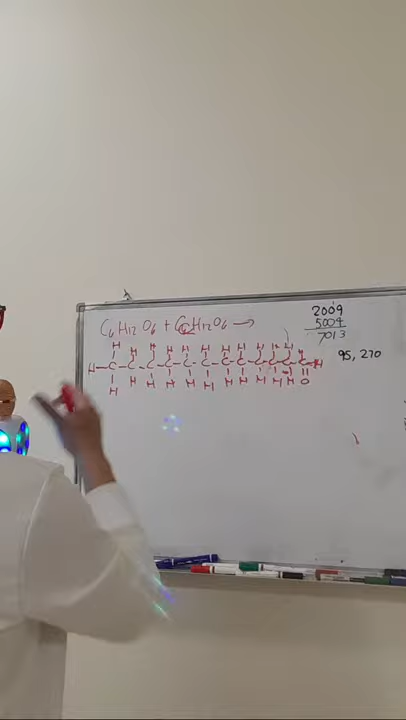 C6H12O6 + C6H12O6 →
2009
5004
7013
95, 270
H H H H H H H H H H H H
H-C-C-C-C-C-C-C-C-C-C-C-C-H
H H H H H H H H H H H O